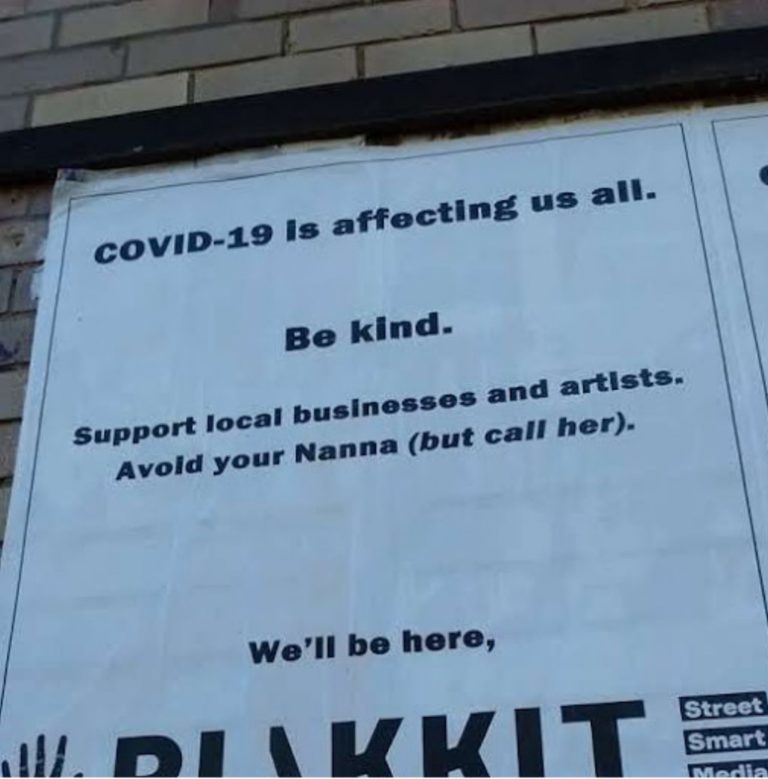 COVID-19 is affecting us all.
Be kind.
Support local businesses and artists.
Avoid your Nanna (but call her).
We'll be here,
Street
Smart
Media